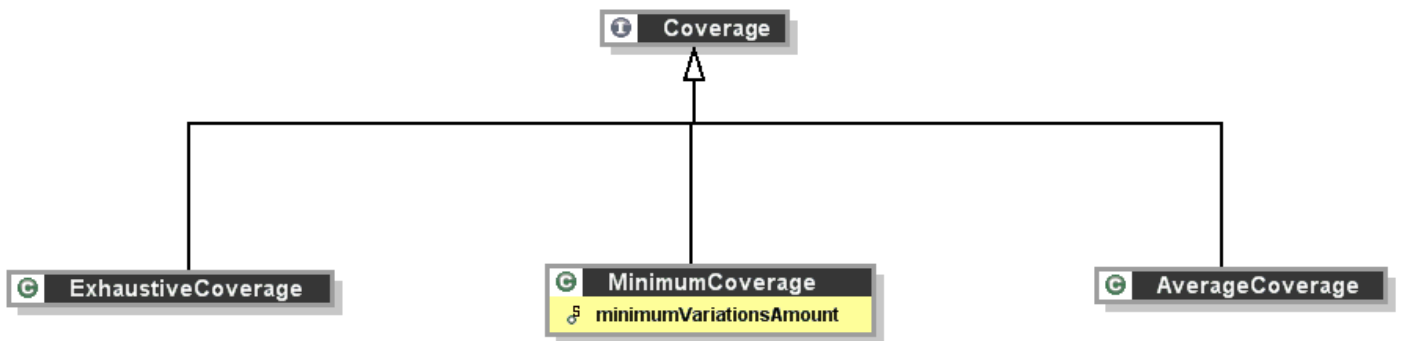 I Coverage
C ExhaustiveCoverage
C MinimumCoverage
C AverageCoverage
S minimumVariationsAmount